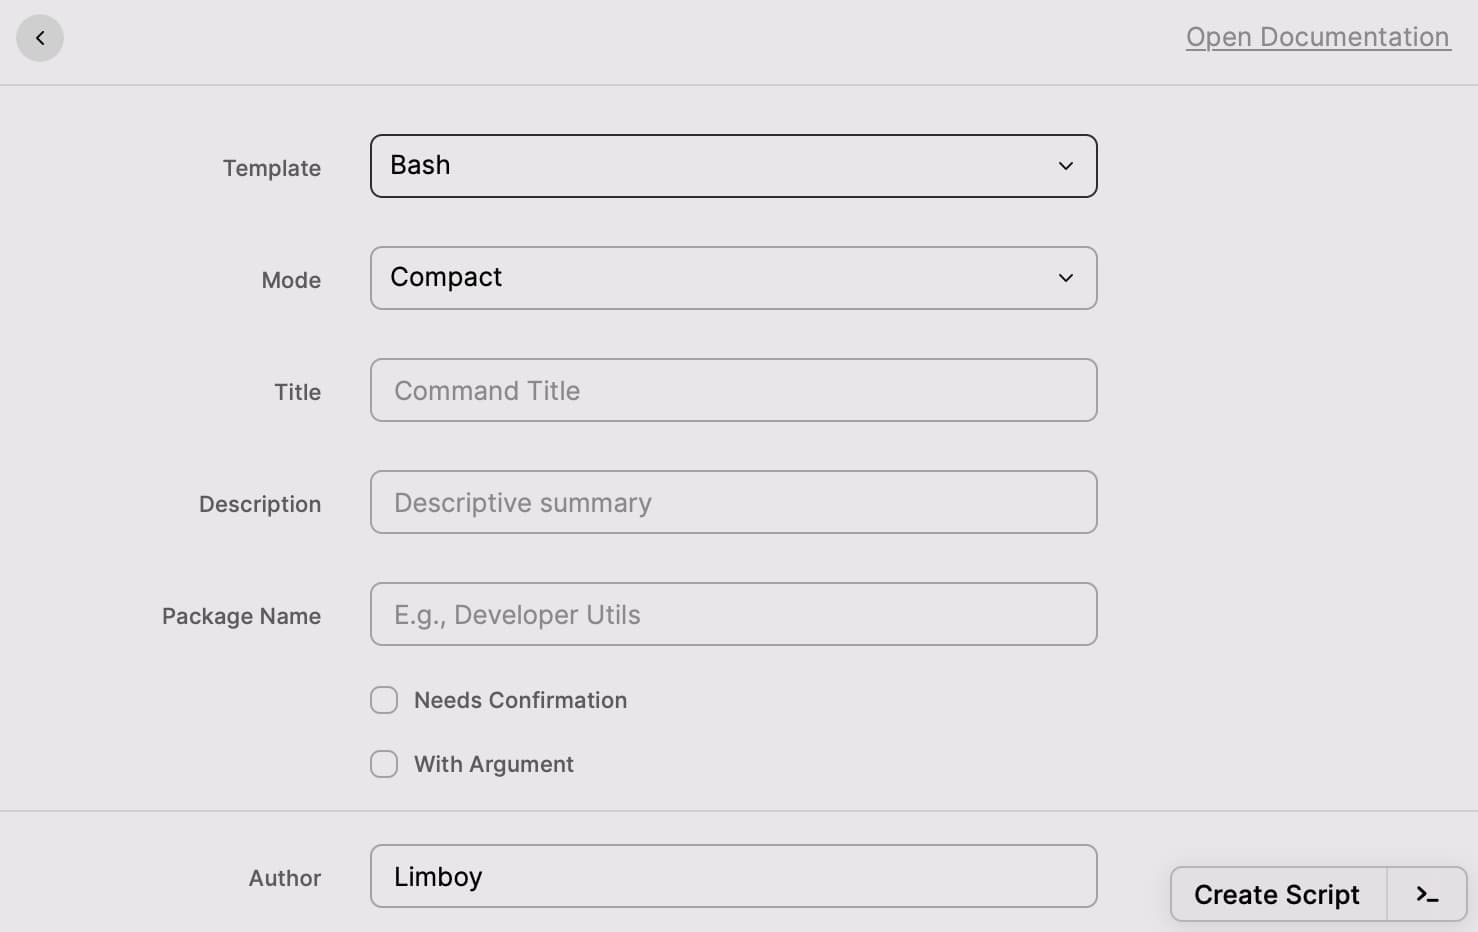 Open Documentation
Template
Bash
Mode
Compact
Title
Command Title
Description
Descriptive summary
Package Name
E.g., Developer Utils
Needs Confirmation
With Argument
Author
Limboy
Create Script